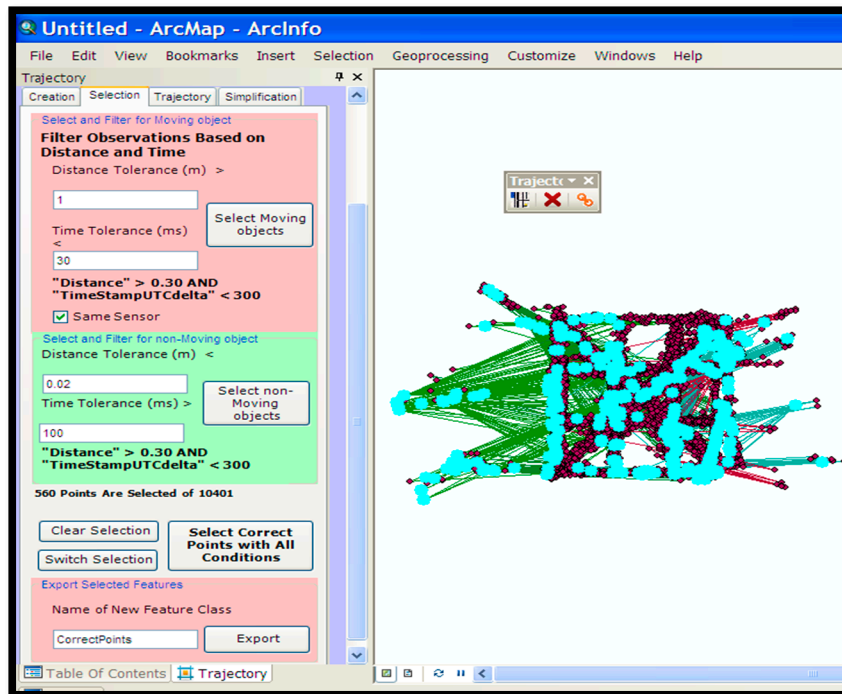 Untitled - ArcMap - ArcInfo
File Edit View Bookmarks Insert Selection Geoprocessing Customize Windows Help
Trajectory
Creation Selection Trajectory Simplification
Select and Filter for Moving object
Filter Observations Based on
Distance and Time
Distance Tolerance (m) >
1
Select Moving
objects
Time Tolerance (ms)
<
30
"Distance" > 0.30 AND
"TimeStampUTCdelta" < 300
Same Sensor
Select and Filter for non-Moving object
Distance Tolerance (m) <
0.02
Select non-
Moving
objects
Time Tolerance (ms) >
100
"Distance" > 0.30 AND
"TimeStampUTCdelta" < 300
560 Points Are Selected of 10401
Clear Selection
Switch Selection
Select Correct
Points with All
Conditions
Export Selected Features
Name of New Feature Class
CorrectPoints
Export
Table Of Contents Trajectory